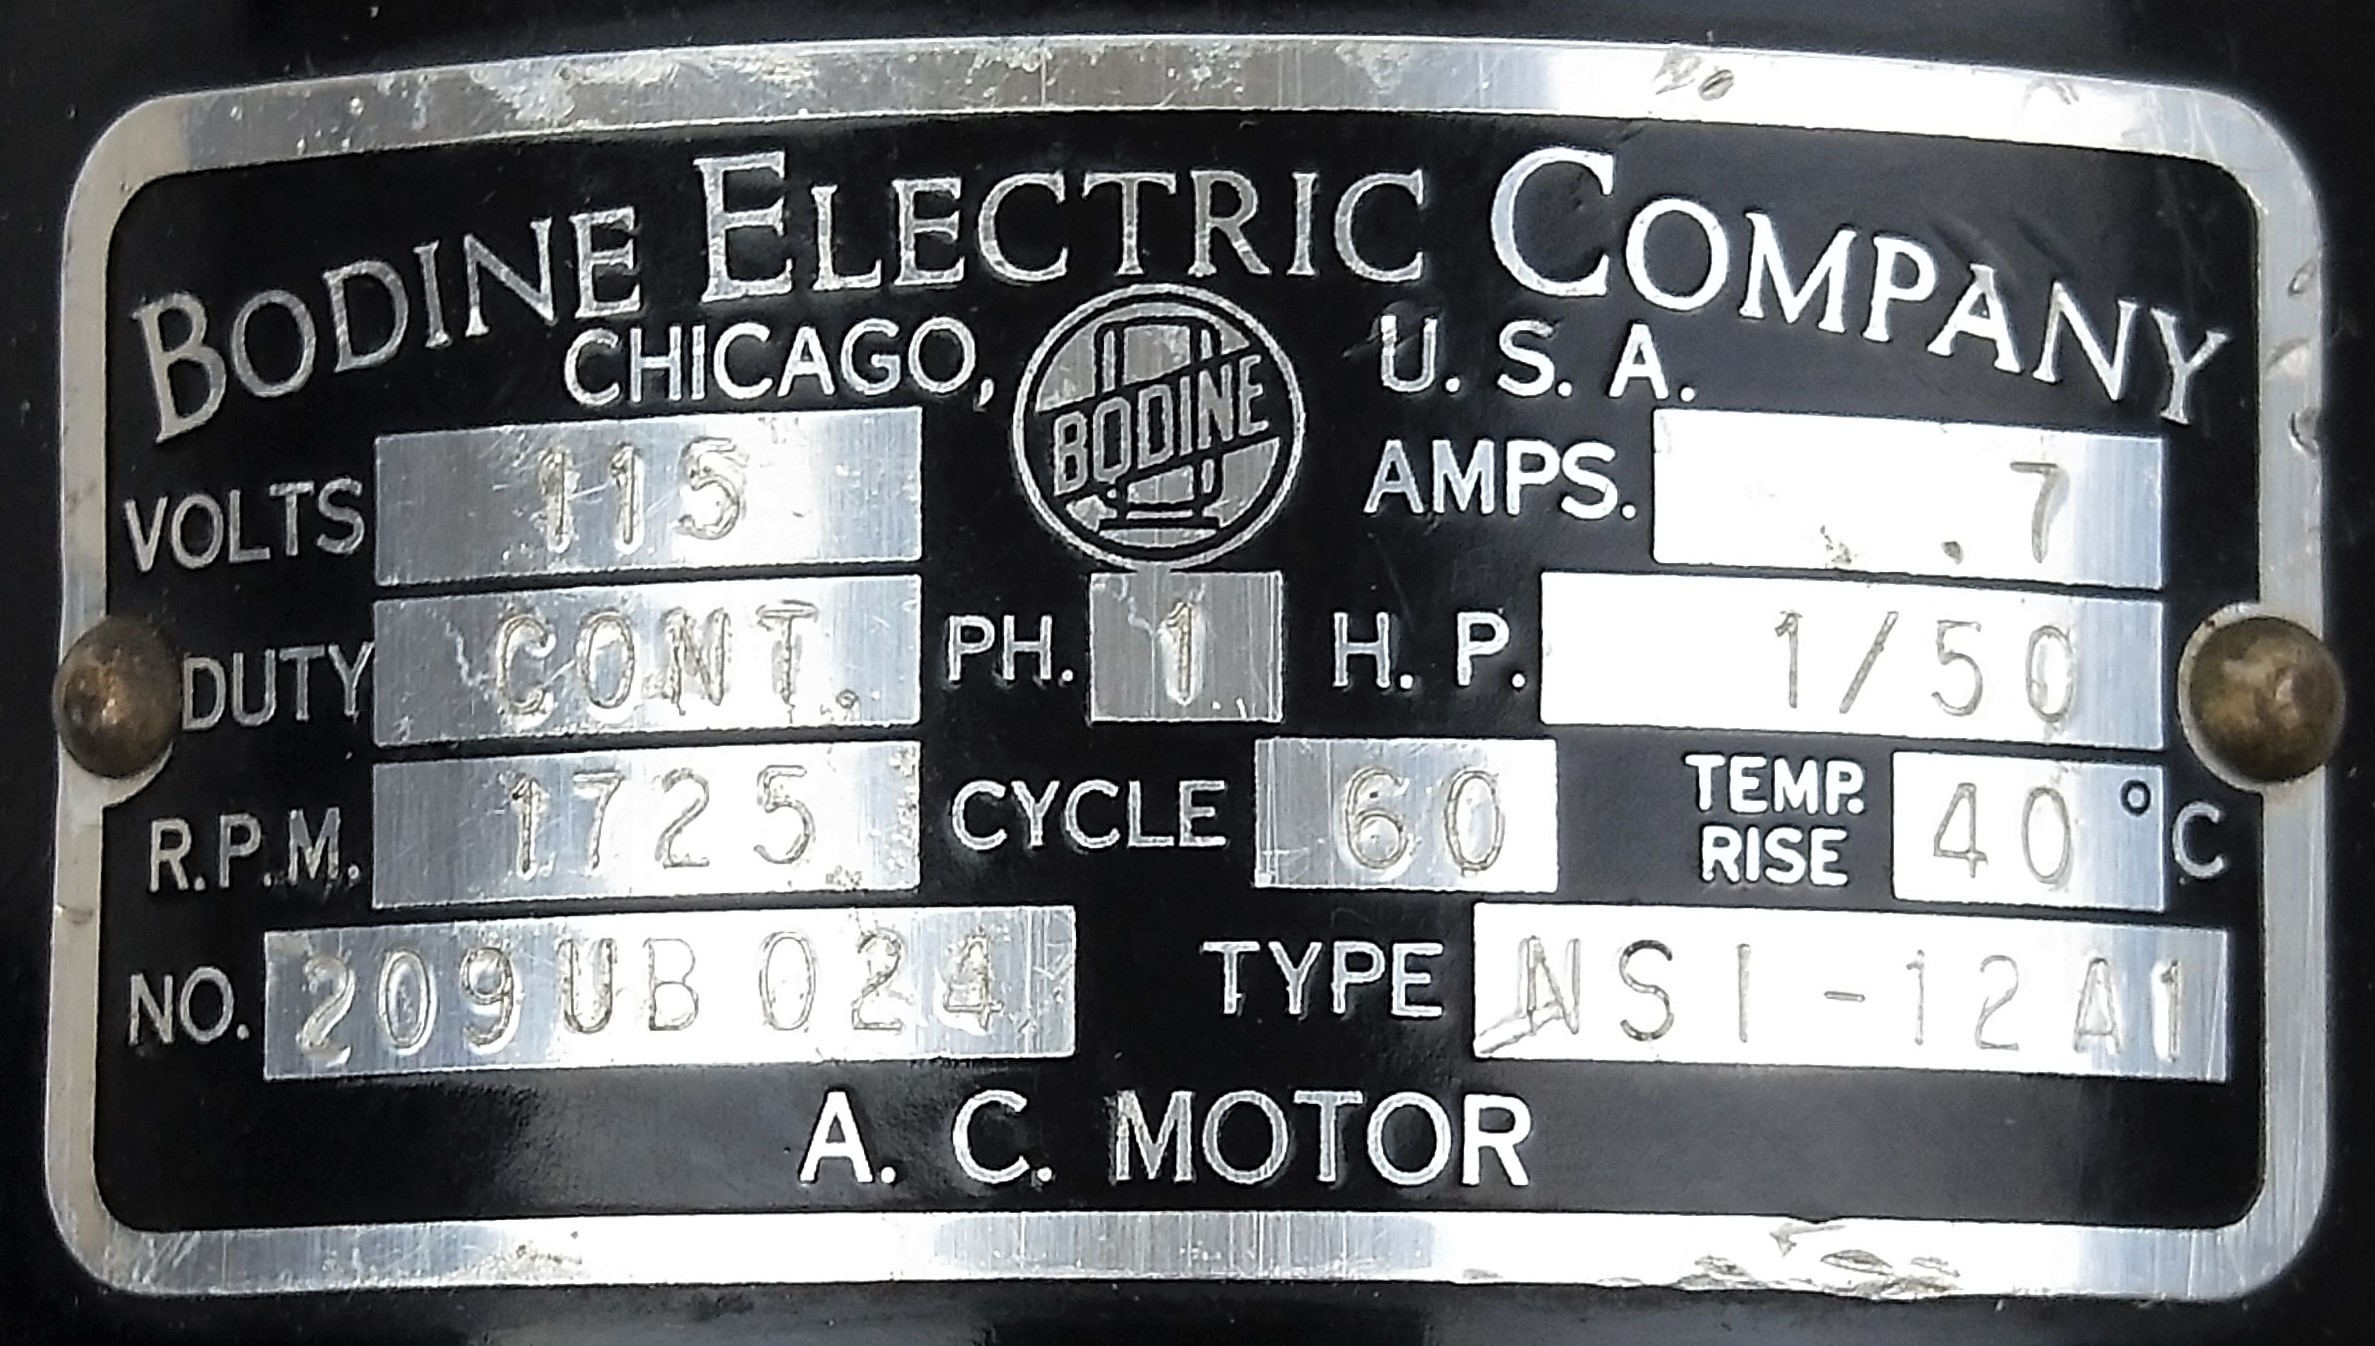 BODINE ELECTRIC COMPANY
CHICAGO, BODINE U. S. A.
VOLTS 115 AMPS. .7
DUTY CONT. PH. 1 H. P. 1/50
R.P.M. 1725 CYCLE 60 TEMP. RISE 40 °C
NO. 209UB024 TYPE NSI-12A1
A. C. MOTOR